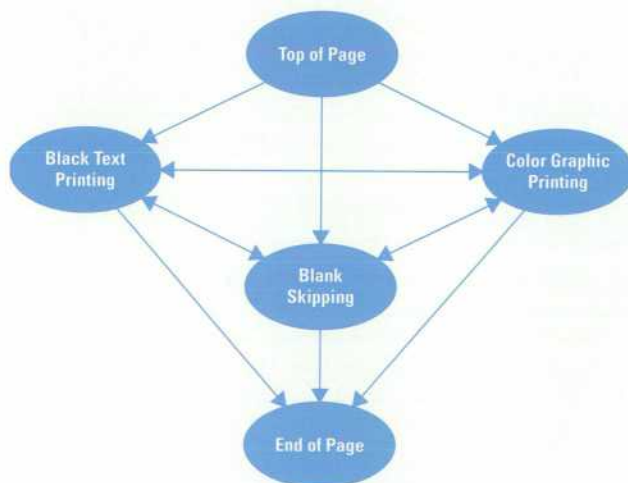 Top of Page
Black Text
Printing
Color Graphic
Printing
Blank
Skipping
End of Page